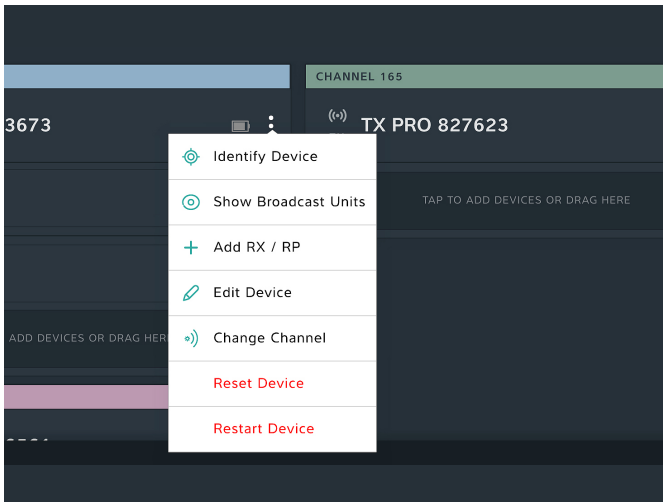 CHANNEL 165
3673
TX PRO 827623
Identify Device
Show Broadcast Units
TAP TO ADD DEVICES OR DRAG HERE
Add RX / RP
Edit Device
ADD DEVICES OR DRAG HER
Change Channel
Reset Device
Restart Device